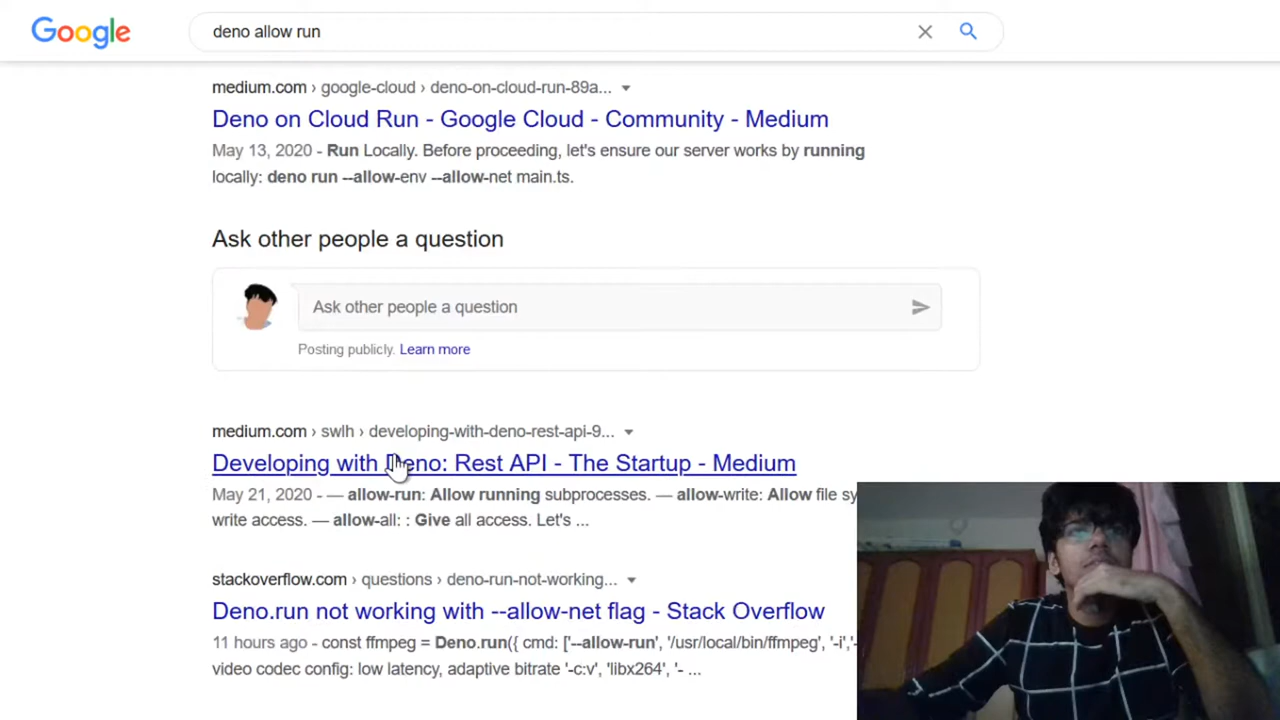 Google
deno allow run
medium.com › google-cloud › deno-on-cloud-run-89a...
Deno on Cloud Run - Google Cloud - Community - Medium
May 13, 2020 - Run Locally. Before proceeding, let's ensure our server works by running
locally: deno run --allow-env --allow-net main.ts.
Ask other people a question
Ask other people a question
Posting publicly. Learn more
medium.com › swlh › developing-with-deno-rest-api-9...
Developing with Deno: Rest API - The Startup - Medium
May 21, 2020 - — allow-run: Allow running subprocesses. — allow-write: Allow file sy
write access. — allow-all: : Give all access. Let's ...
stackoverflow.com › questions › deno-run-not-working...
Deno.run not working with --allow-net flag - Stack Overflow
11 hours ago - const ffmpeg = Deno.run({ cmd: ['--allow-run', '/usr/local/bin/ffmpeg', '-i','-
video codec config: low latency, adaptive bitrate '-c:v', 'libx264', '- ...